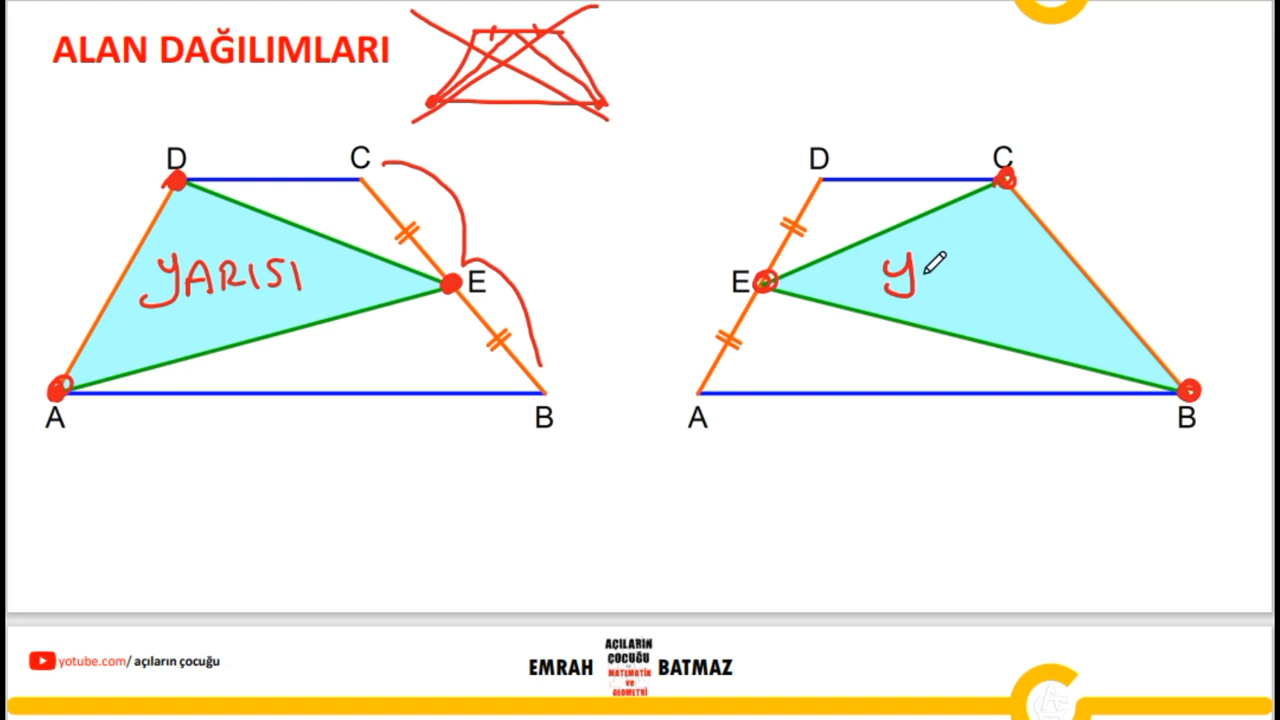 ALAN DAĞILIMLARI
D
C
E
A
B
YARISI
D
C
E
A
B
Y
yotube.com/ açıların çocuğu
EMRAH
AÇILARIN
ÇOCUĞU
MATEMATİK
ve
GEOMETRİ
BATMAZ